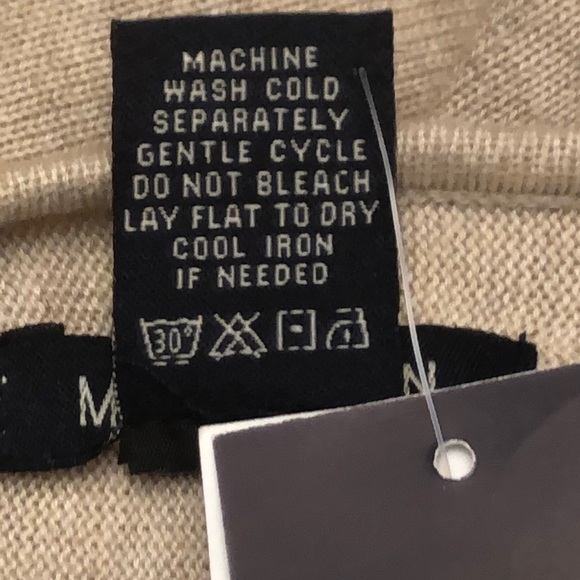 MACHINE
WASH COLD
SEPARATELY
GENTLE CYCLE
DO NOT BLEACH
LAY FLAT TO DRY
COOL IRON
IF NEEDED
30°